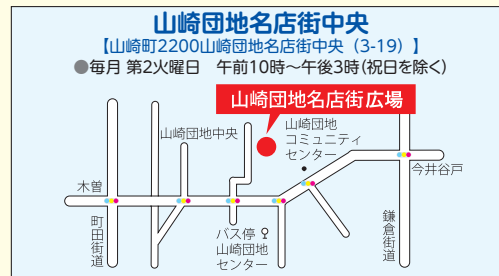 山崎団地名店街中央
【山崎町2200山崎団地名店街中央（3-19）】
●毎月 第2火曜日　午前10時〜午後3時(祝日を除く)
山崎団地名店街広場
山崎団地中央
山崎団地
コミュニティ
センター
今井谷戸
木曽
町田街道
バス停
山崎団地
センター
鎌倉街道